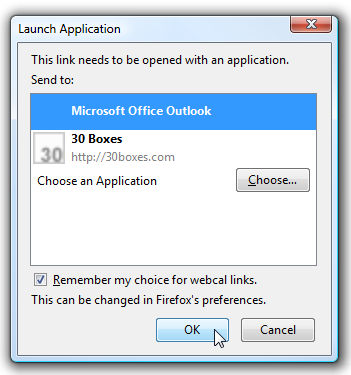 Launch Application
This link needs to be opened with an application.
Send to:
Microsoft Office Outlook
30 30 Boxes
http://30boxes.com
Choose an Application Choose...
Remember my choice for webcal links.
This can be changed in Firefox's preferences.
OK Cancel